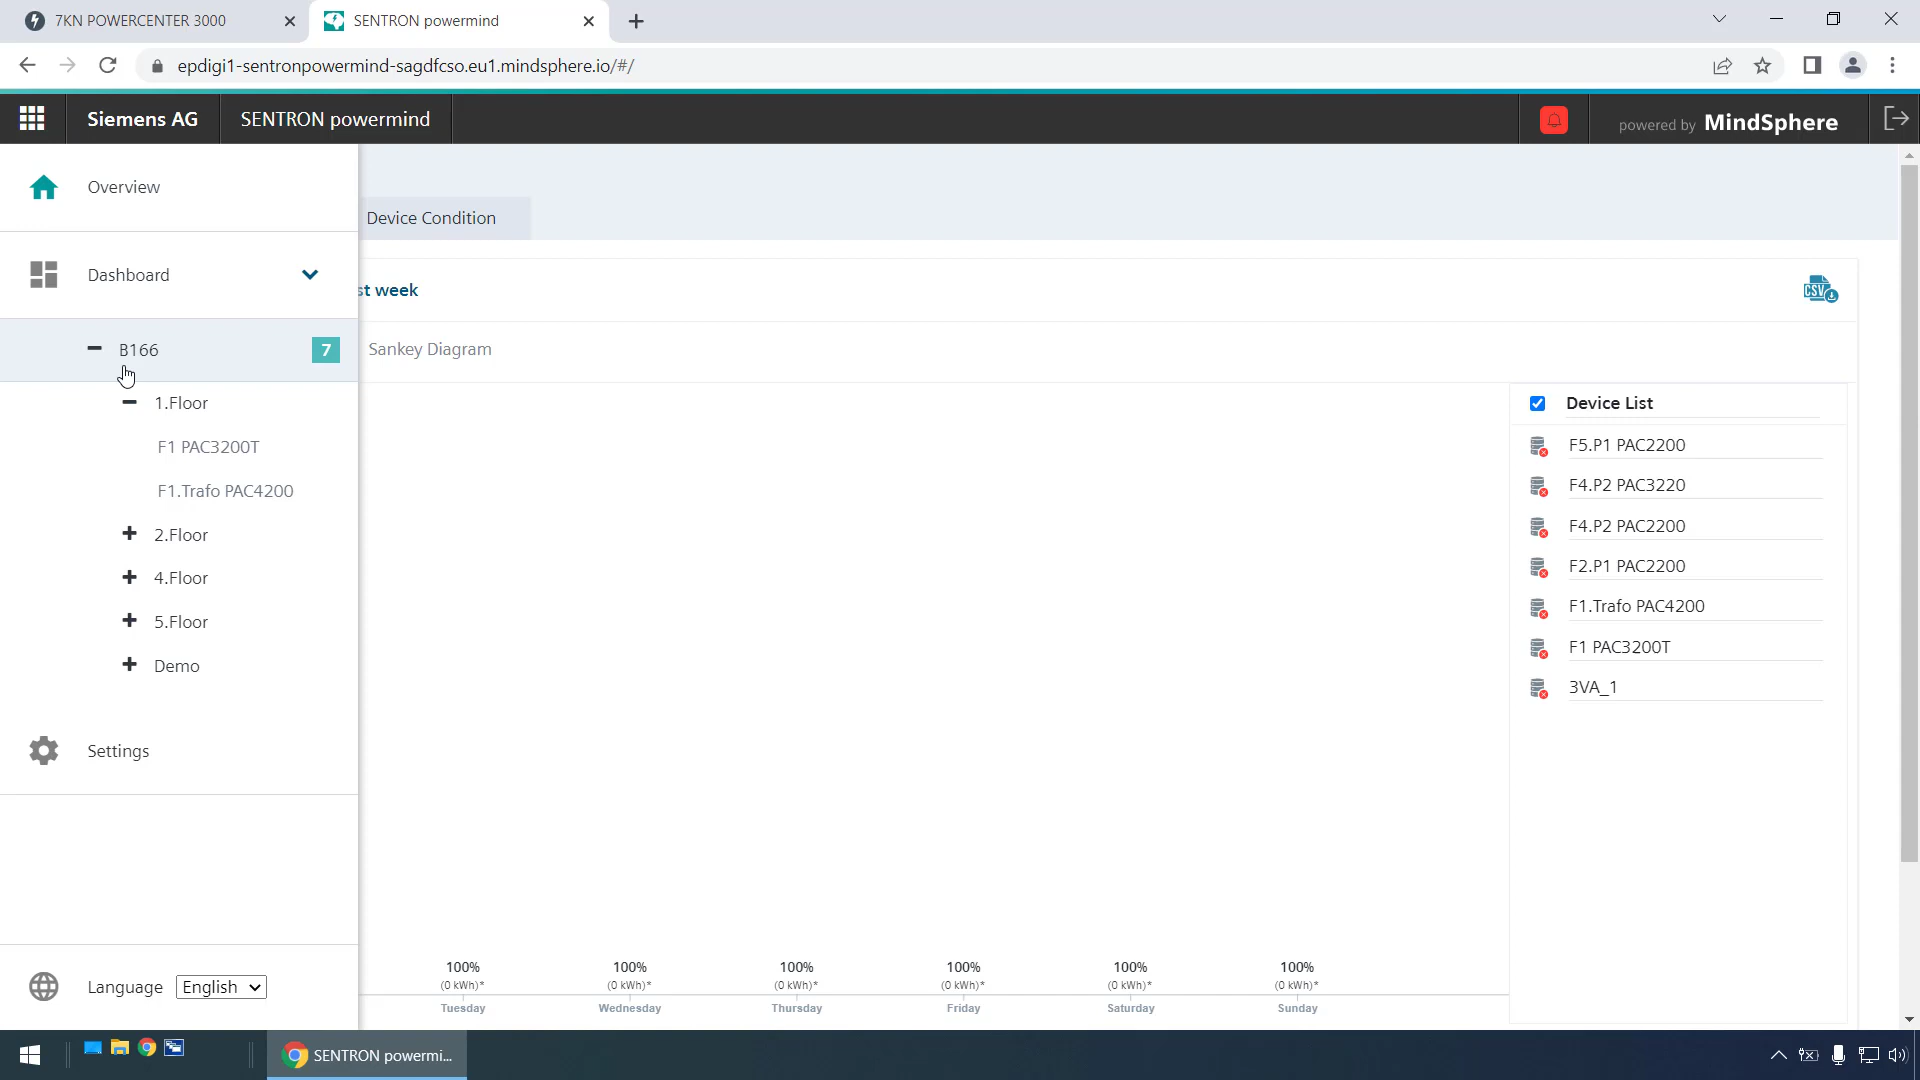 7KN POWERCENTER 3000
SENTRON powermind
epdigi1-sentronpowermind-sagdfcso.eu1.mindsphere.io/#/
Siemens AG
SENTRON powermind
powered by MindSphere
Overview
Device Condition
Dashboard
st week
CSV
B166
7
Sankey Diagram
1.Floor
F1 PAC3200T
F1.Trafo PAC4200
2.Floor
4.Floor
5.Floor
Demo
Settings
Device List
F5.P1 PAC2200
F4.P2 PAC3220
F4.P2 PAC2200
F2.P1 PAC2200
F1.Trafo PAC4200
F1 PAC3200T
3VA_1
100% 100% 100% 100% 100% 100%
(0 kWh)* (0 kWh)* (0 kWh)* (0 kWh)* (0 kWh)* (0 kWh)*
Tuesday Wednesday Thursday Friday Saturday Sunday
Language English
SENTRON powermi...